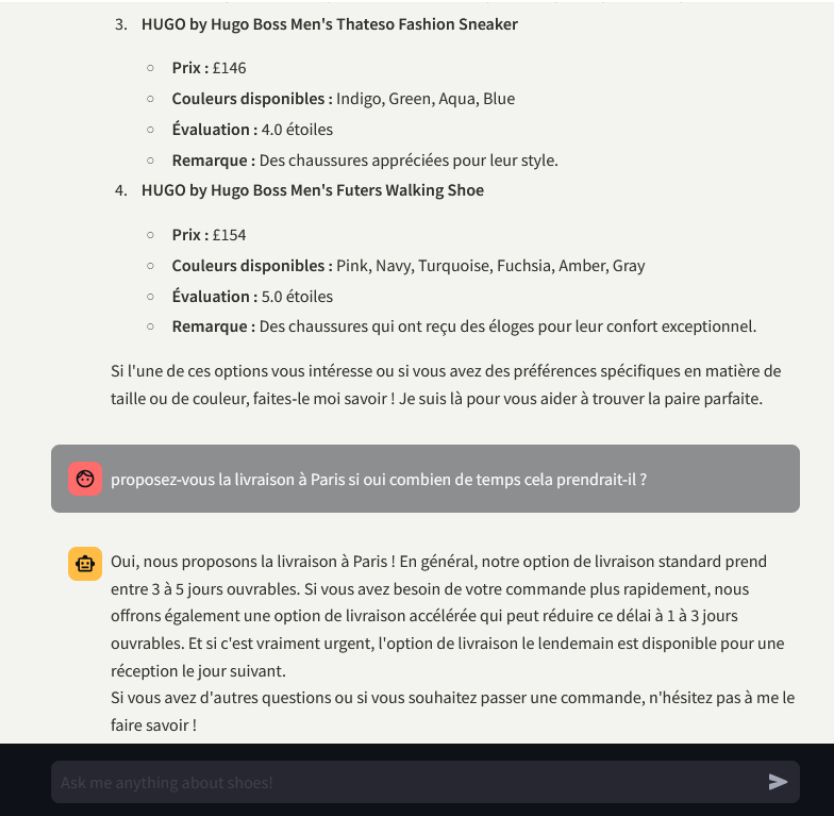 3. HUGO by Hugo Boss Men's Thateso Fashion Sneaker
○ Prix : £146
○ Couleurs disponibles : Indigo, Green, Aqua, Blue
○ Évaluation : 4.0 étoiles
○ Remarque : Des chaussures appréciées pour leur style.
4. HUGO by Hugo Boss Men's Futers Walking Shoe
○ Prix : £154
○ Couleurs disponibles : Pink, Navy, Turquoise, Fuchsia, Amber, Gray
○ Évaluation : 5.0 étoiles
○ Remarque : Des chaussures qui ont reçu des éloges pour leur confort exceptionnel.
Si l'une de ces options vous intéresse ou si vous avez des préférences spécifiques en matière de
taille ou de couleur, faites-le moi savoir ! Je suis là pour vous aider à trouver la paire parfaite.
proposez-vous la livraison à Paris si oui combien de temps cela prendrait-il ?
Oui, nous proposons la livraison à Paris ! En général, notre option de livraison standard prend
entre 3 à 5 jours ouvrables. Si vous avez besoin de votre commande plus rapidement, nous
offrons également une option de livraison accélérée qui peut réduire ce délai à 1 à 3 jours
ouvrables. Et si c'est vraiment urgent, l'option de livraison le lendemain est disponible pour une
réception le jour suivant.
Si vous avez d'autres questions ou si vous souhaitez passer une commande, n'hésitez pas à me le
faire savoir !
Ask me anything about shoes!